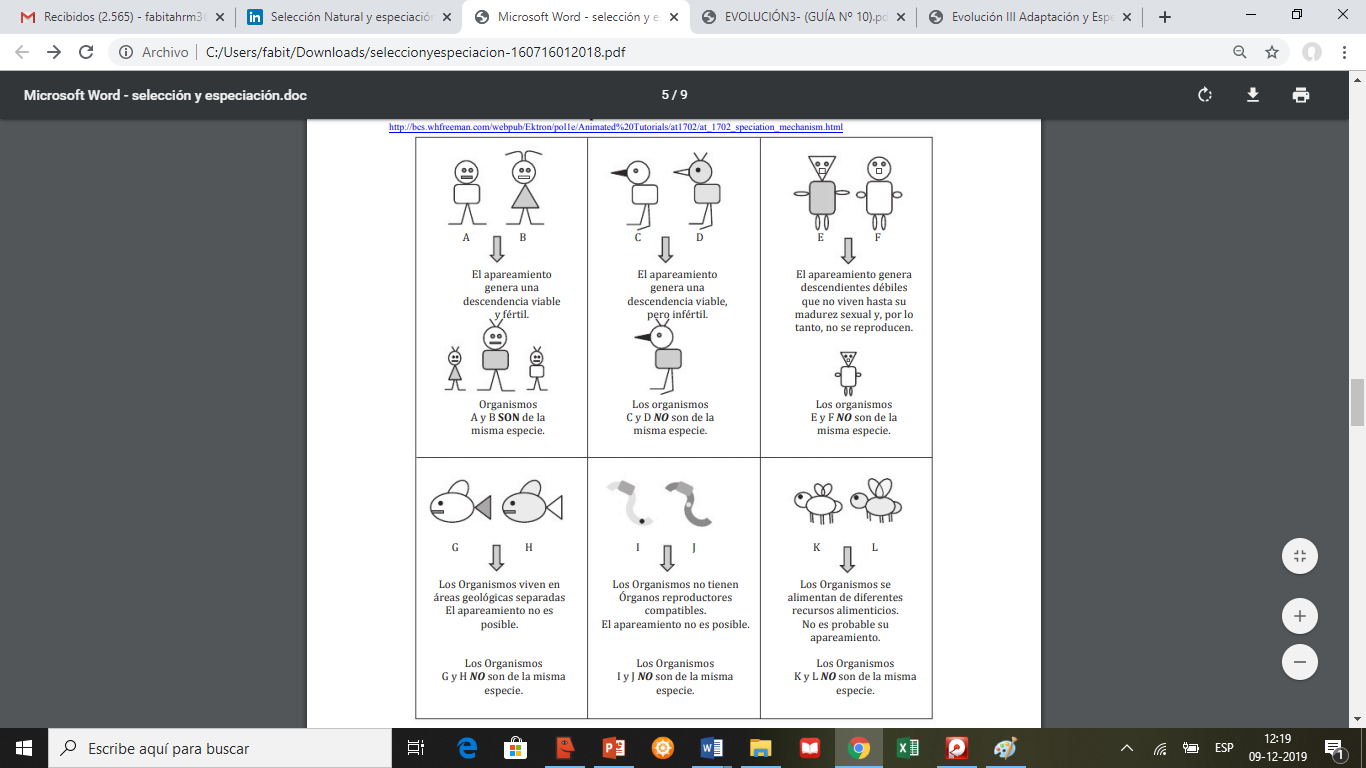 Recibidos (2.565) - fabitahrm3
Selección Natural y especiació
Microsoft Word - selección y e
EVOLUCIÓN3- (GUÍA Nº 10).pd
Evolución III Adaptación y Espe
Archivo
C:/Users/fabit/Downloads/seleccionyespeciacion-160716012018.pdf
Microsoft Word - selección y especiación.doc
5 / 9
http://bcs.whfreeman.com/webpub/Ektron/pol1e/Animated%20Tutorials/at1702/at_1702_speciation_mechanism.html
A B
El apareamiento
genera una
descendencia viable
y fértil.
Organismos
A y B SON de la
misma especie.
C D
El apareamiento
genera una
descendencia viable,
pero infértil.
Los organismos
C y D NO son de la
misma especie.
E F
El apareamiento genera
descendientes débiles
que no viven hasta su
madurez sexual y, por lo
tanto, no se reproducen.
Los organismos
E y F NO son de la
misma especie.
G H
Los Organismos viven en
áreas geológicas separadas
El apareamiento no es
posible.
Los Organismos
G y H NO son de la misma
especie.
I J
Los Organismos no tienen
Órganos reproductores
compatibles.
El apareamiento no es posible.
Los Organismos
I y J NO son de la misma
especie.
K L
Los Organismos se
alimentan de diferentes
recursos alimenticios.
No es probable su
apareamiento.
Los Organismos
K y L NO son de la misma
especie.
Escribe aquí para buscar
ESP
12:19
09-12-2019
1